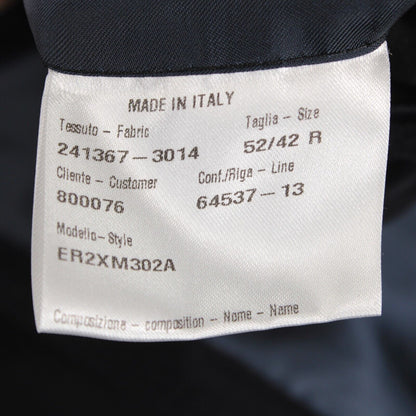 MADE IN ITALY
Tessuto - Fabric Taglia - Size
241367-3014 52/42 R
Cliente - Customer Conf./Riga - Line
800076 64537-13
Modello-Style
ER2XM302A
Composizione - composition - Nome - Name